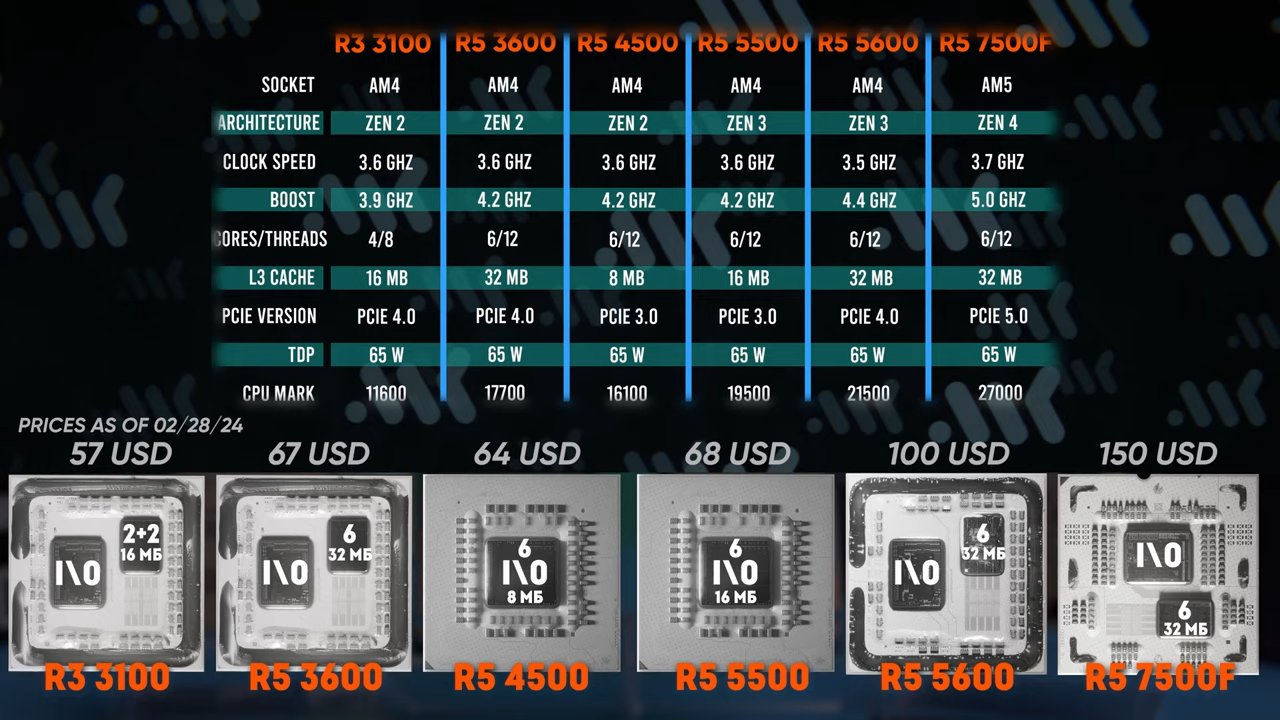 R3 3100 R5 3600 R5 4500 R5 5500 R5 5600 R5 7500F
SOCKET AM4 AM4 AM4 AM4 AM4 AM5
ARCHITECTURE ZEN 2 ZEN 2 ZEN 2 ZEN 3 ZEN 3 ZEN 4
CLOCK SPEED 3.6 GHZ 3.6 GHZ 3.6 GHZ 3.6 GHZ 3.5 GHZ 3.7 GHZ
BOOST 3.9 GHZ 4.2 GHZ 4.2 GHZ 4.2 GHZ 4.4 GHZ 5.0 GHZ
CORES/THREADS 4/8 6/12 6/12 6/12 6/12 6/12
L3 CACHE 16 MB 32 MB 8 MB 16 MB 32 MB 32 MB
PCIE VERSION PCIE 4.0 PCIE 4.0 PCIE 3.0 PCIE 3.0 PCIE 4.0 PCIE 5.0
TDP 65 W 65 W 65 W 65 W 65 W 65 W
CPU MARK 11600 17700 16100 19500 21500 27000
PRICES AS OF 02/28/24
57 USD 67 USD 64 USD 68 USD 100 USD 150 USD
2+2 6 6 6 6 I\O
16 МБ 32 МБ I\O I\O 32 МБ 6
I\O I\O 8 МБ 16 МБ I\O 32 МБ
R3 3100 R5 3600 R5 4500 R5 5500 R5 5600 R5 7500F